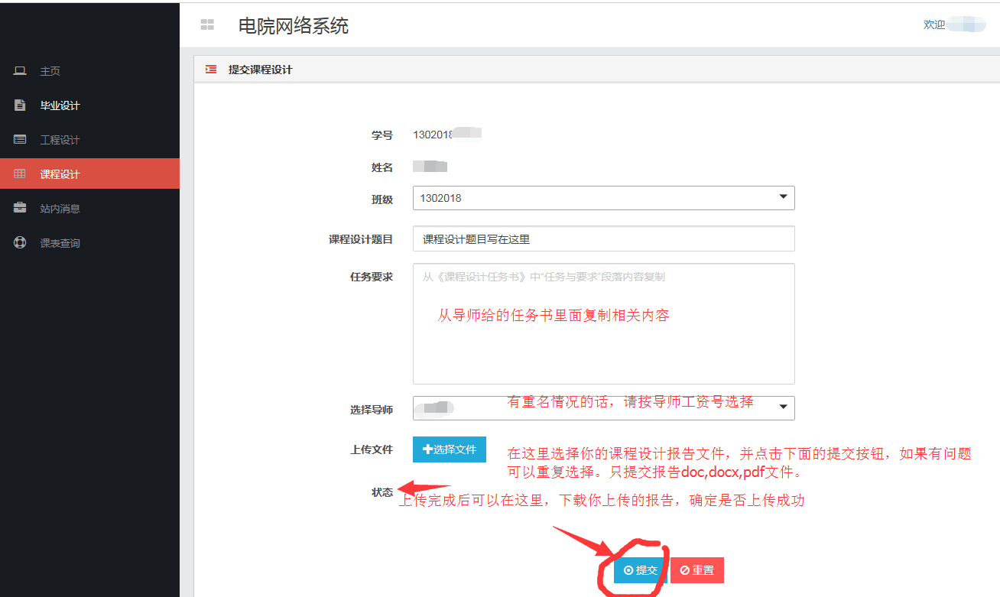 电院网络系统
欢迎
主页
毕业设计
工程设计
课程设计
站内消息
课表查询
提交课程设计
学号 1302018
姓名
班级 1302018
课程设计题目 课程设计题目写在这里
任务要求 从《课程设计任务书》中“任务与要求”段落内容复制
从导师给的任务书里面复制相关内容
选择导师 有重名情况的话，请按导师工资号选择
上传文件 选择文件 在这里选择你的课程设计报告文件，并点击下面的提交按钮，如果有问题
可以重复选择。只提交报告doc,docx,pdf文件。
状态
上传完成后可以在这里，下载你上传的报告，确定是否上传成功
提交 重置